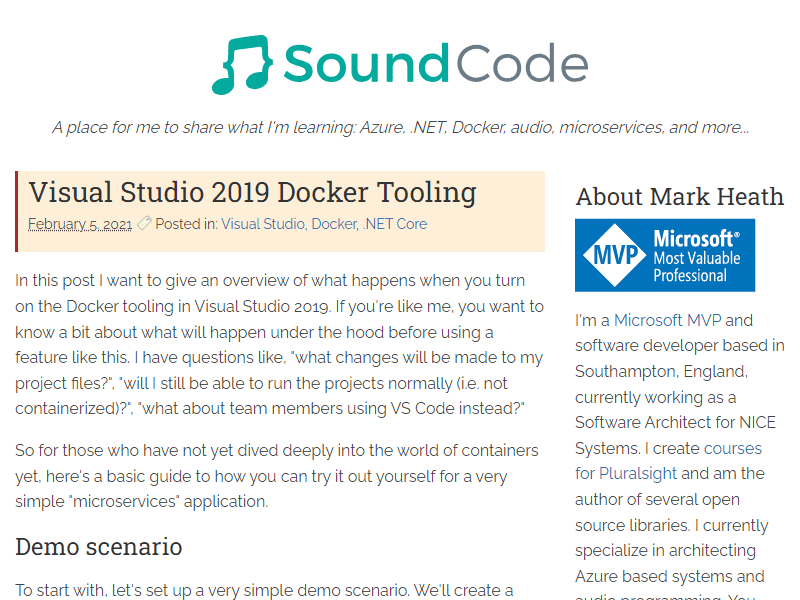 SoundCode
A place for me to share what I'm learning: Azure, .NET, Docker, audio, microservices, and more...
Visual Studio 2019 Docker Tooling
February 5, 2021 Posted in: Visual Studio, Docker, .NET Core
In this post I want to give an overview of what happens when you turn
on the Docker tooling in Visual Studio 2019. If you're like me, you want to
know a bit about what will happen under the hood before using a
feature like this. I have questions like, "what changes will be made to my
project files?", "will I still be able to run the projects normally (i.e. not
containerized)?", "what about team members using VS Code instead?"
So for those who have not yet dived deeply into the world of containers
yet, here's a basic guide to how you can try it out yourself for a very
simple "microservices" application.
Demo scenario
To start with, let's set up a very simple demo scenario. We'll create a
About Mark Heath
MVP
Microsoft®
Most Valuable
Professional
I'm a Microsoft MVP and
software developer based in
Southampton, England,
currently working as a
Software Architect for NICE
Systems. I create courses
for Pluralsight and am the
author of several open
source libraries. I currently
specialize in architecting
Azure based systems and
audio programming. You